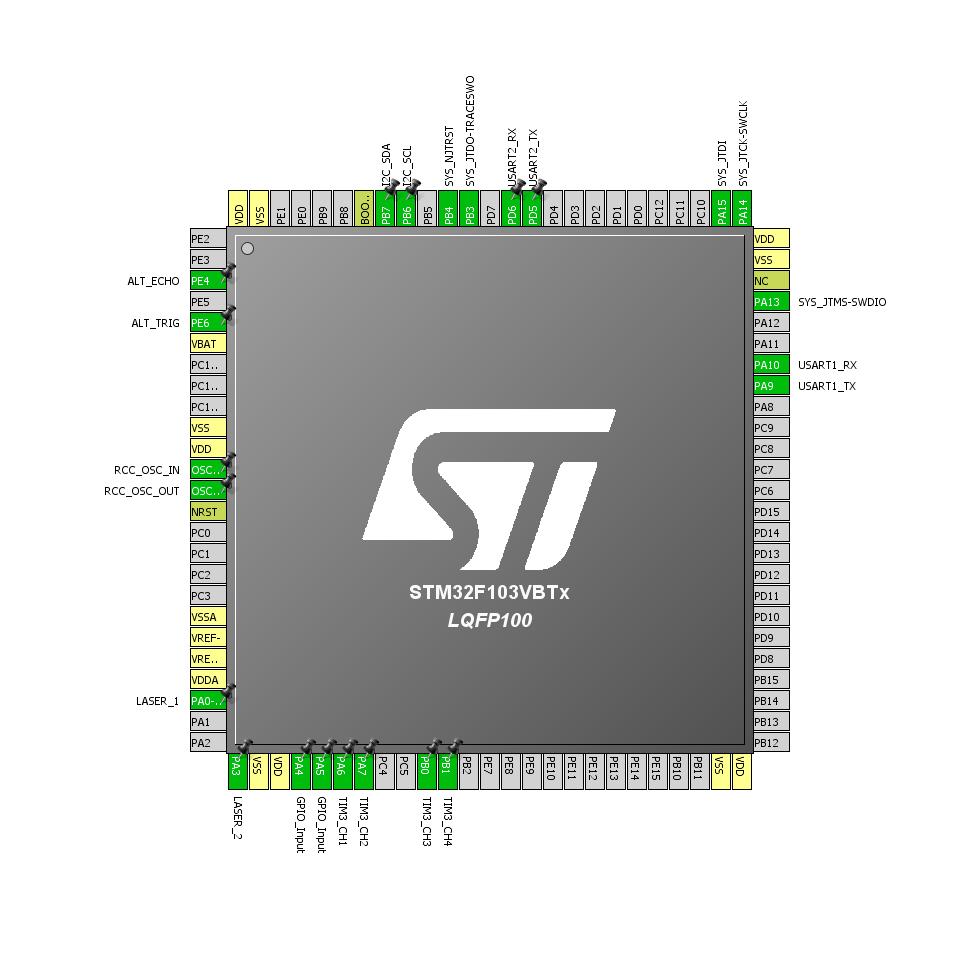 I2C_SDA
I2C_SCL
SYS_NJTRST
SYS_JTDO-TRACESWO
USART2_RX
USART2_TX
SYS_JTDI
SYS_JTCK-SWCLK
VDD
VSS
PE1
PE0
PB9
PB8
BOO..
PB7
PB6
PB5
PB4
PB3
PD7
PD6
PD5
PD4
PD3
PD2
PD1
PD0
PC12
PC11
PC10
PA15
PA14
PE2
PE3
ALT_ECHO PE4
PE5
ALT_TRIG PE6
VBAT
PC1..
PC1..
PC1..
VSS
VDD
RCC_OSC_IN OSC..
RCC_OSC_OUT OSC..
NRST
PC0
PC1
PC2
PC3
VSSA
VREF-
VRE..
VDDA
LASER_1 PA0-..
PA1
PA2
ST
STM32F103VBTx
LQFP100
VDD
VSS
NC
PA13 SYS_JTMS-SWDIO
PA12
PA11
PA10 USART1_RX
PA9 USART1_TX
PA8
PC9
PC8
PC7
PC6
PD15
PD14
PD13
PD12
PD11
PD10
PD9
PD8
PB15
PB14
PB13
PB12
PA3
VSS
VDD
PA4
PA5
PA6
PA7
PC4
PC5
PB0
PB1
PB2
PE7
PE8
PE9
PE10
PE11
PE12
PE13
PE14
PE15
PB10
PB11
VSS
VDD
LASER_2
GPIO_Input
GPIO_Input
TIM3_CH1
TIM3_CH2
TIM3_CH3
TIM3_CH4